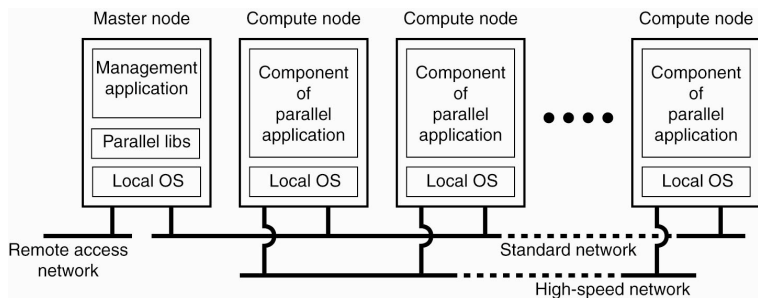 Master node
Compute node
Compute node
Compute node
Management
application
Parallel libs
Local OS
Component
of
parallel
application
Local OS
Component
of
parallel
application
Local OS
Component
of
parallel
application
Local OS
Remote access
network
Standard network
High-speed network